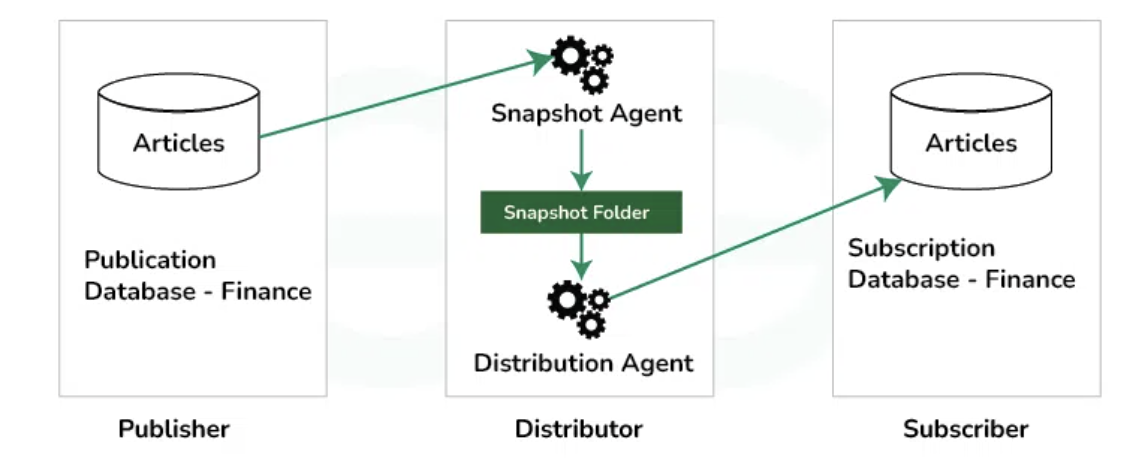 Articles
Publication
Database - Finance
Publisher
Snapshot Agent
Snapshot Folder
Distribution Agent
Distributor
Articles
Subscription
Database - Finance
Subscriber